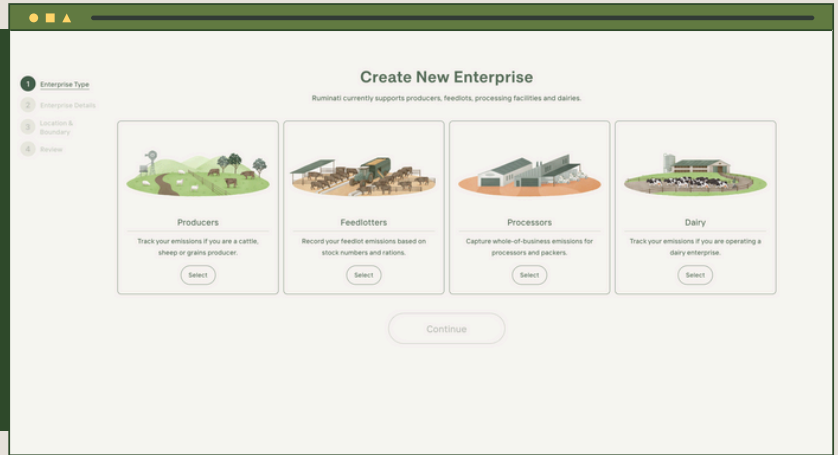 Create New Enterprise
Ruminati currently supports producers, feedlots, processing facilities and dairies.
1 Enterprise Type
2 Enterprise Details
3 Location &
Boundary
4 Review
Producers
Track your emissions if you are a cattle,
sheep or grains producer.
Select
Feedlotters
Record your feedlot emissions based on
stock numbers and rations.
Select
Processors
Capture whole-of-business emissions for
processors and packers.
Select
Dairy
Track your emissions if you are operating a
dairy enterprise.
Select
Continue